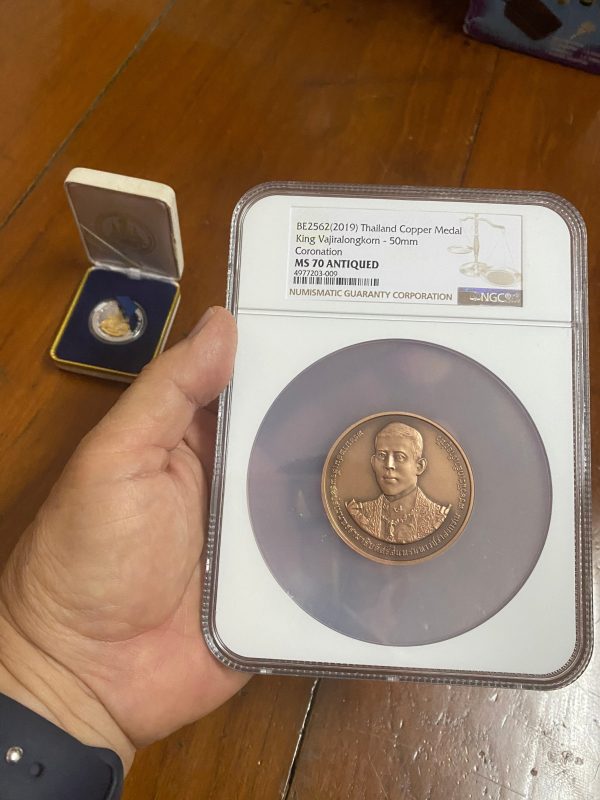 BE2562(2019) Thailand Copper Medal
King Vajiralongkorn - 50mm
Coronation
MS 70 ANTIQUED
4977203-009
NUMISMATIC GUARANTY CORPORATION
NGC